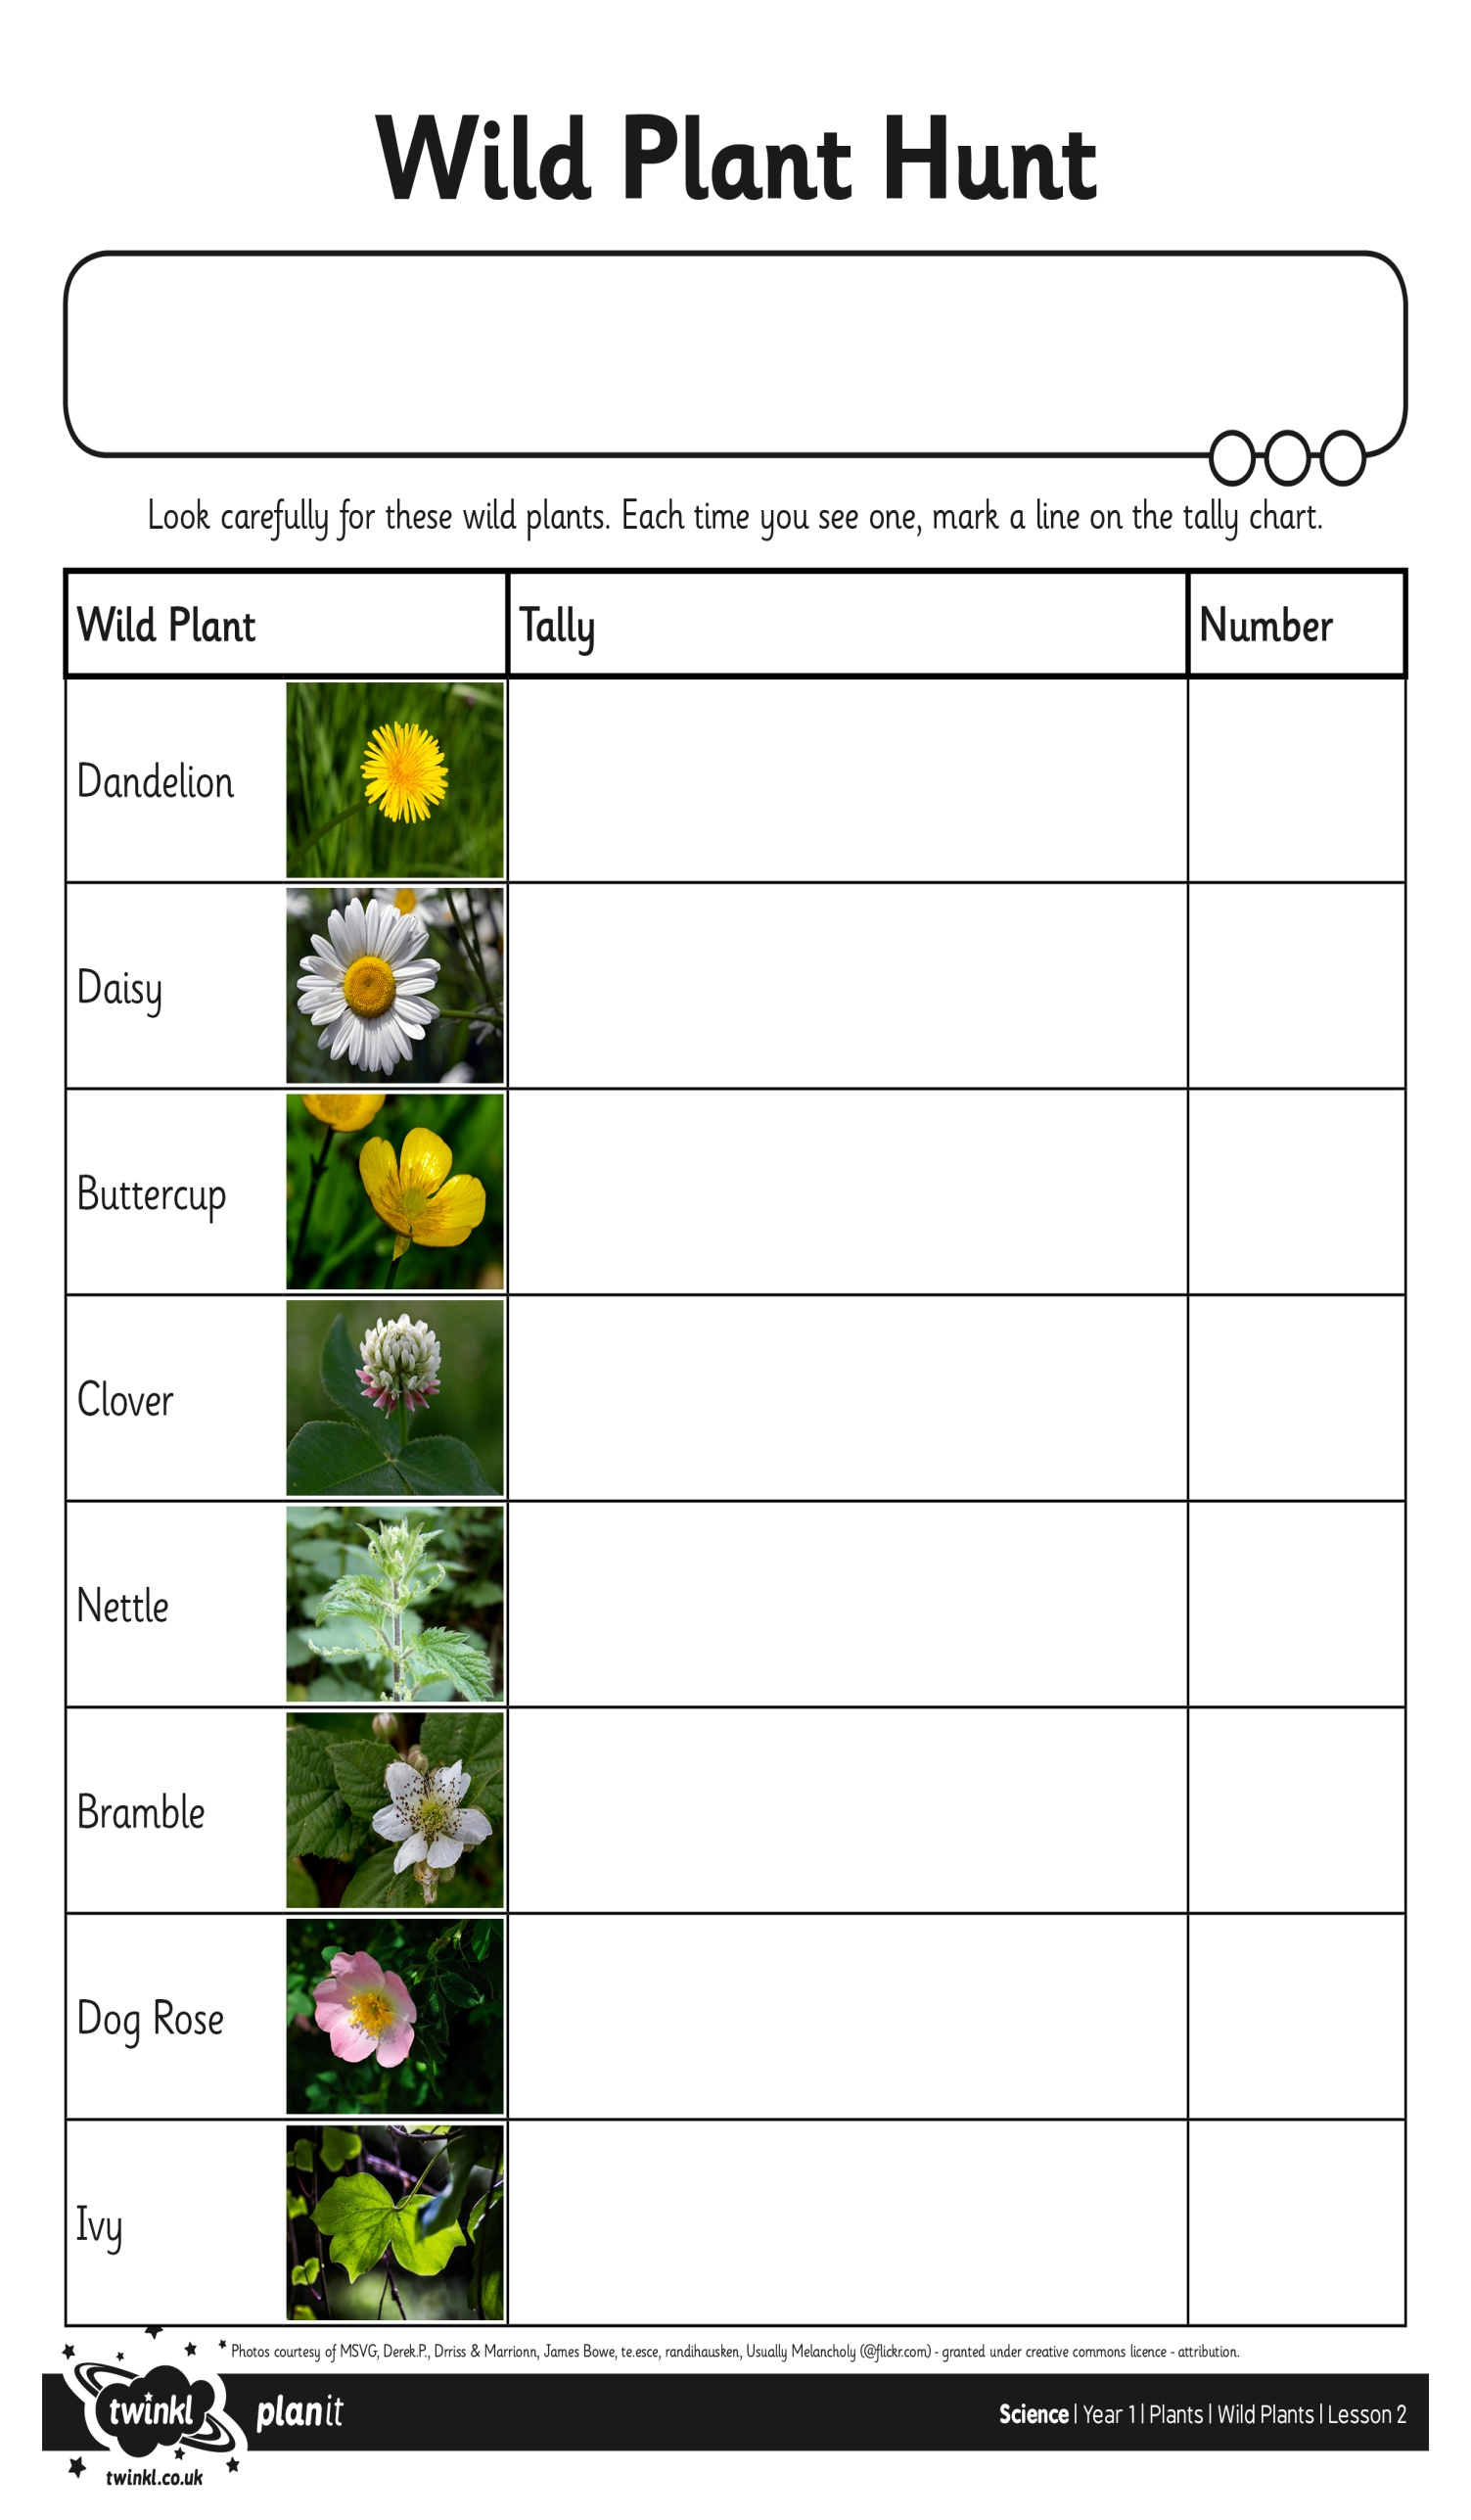 Wild Plant Hunt
Look carefully for these wild plants. Each time you see one, mark a line on the tally chart.
Wild Plant
Tally
Number
Dandelion
Daisy
Buttercup
Clover
Nettle
Bramble
Dog Rose
Ivy
Photos courtesy of MSVG, Derek.P., Drriss & Marrionn, James Bowe, te.esce, randihausken, Usually Melancholy (@flickr.com) - granted under creative commons licence - attribution.
twinkl
planit
Science | Year 1 | Plants | Wild Plants | Lesson 2
twinkl.co.uk